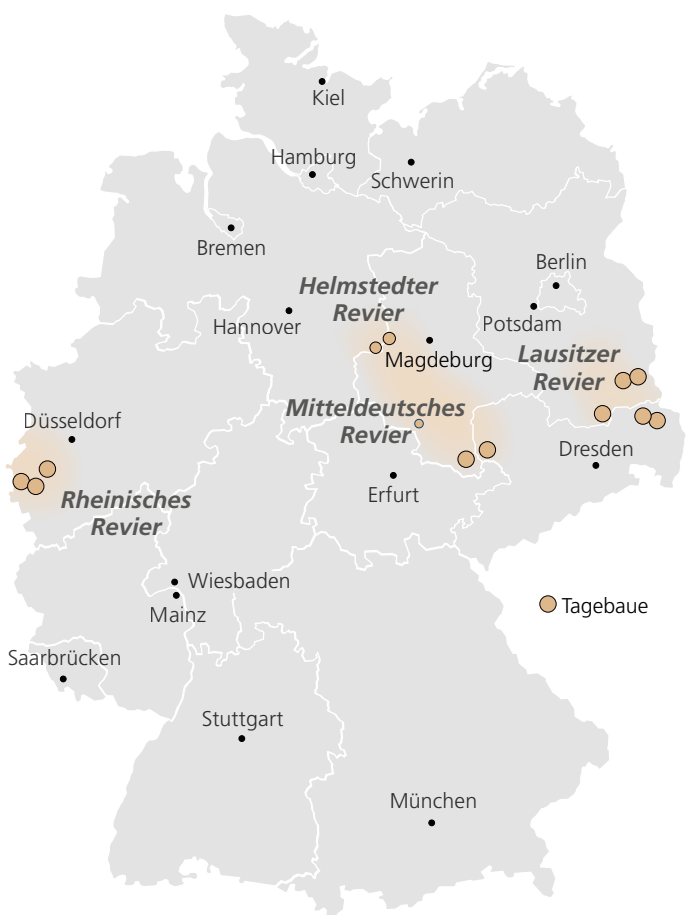 Kiel
Hamburg
Schwerin
Bremen
Berlin
Helmstedter
Revier
Hannover
Potsdam
Magdeburg
Lausitzer
Revier
Mitteldeutsches
Revier
Düsseldorf
Dresden
Erfurt
Rheinisches
Revier
Wiesbaden
Mainz
Tagebaue
Saarbrücken
Stuttgart
München